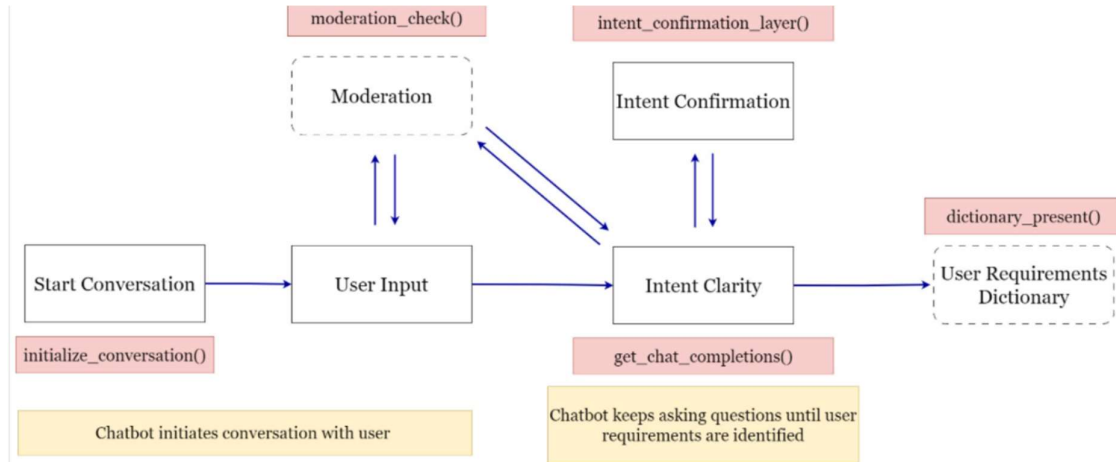 moderation_check()
intent_confirmation_layer()
Moderation
Intent Confirmation
dictionary_present()
Start Conversation
User Input
Intent Clarity
User Requirements
Dictionary
initialize_conversation()
get_chat_completions()
Chatbot initiates conversation with user
Chatbot keeps asking questions until user
requirements are identified